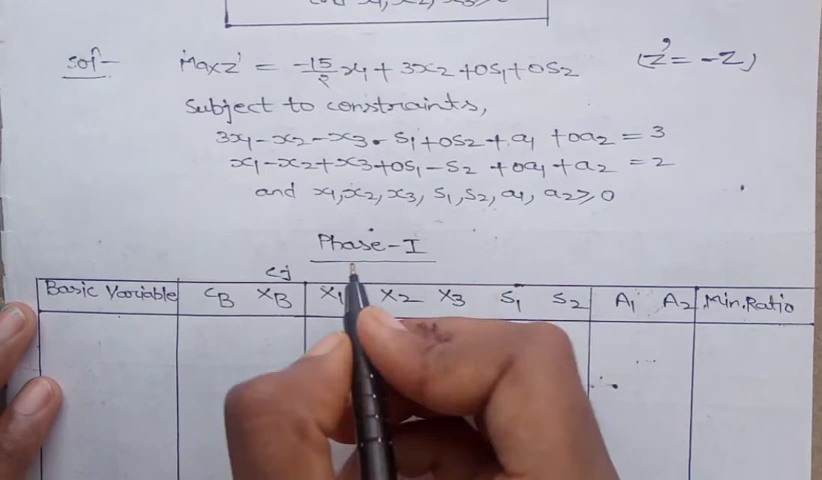 Sol-
Max Z' = -15/2 x1 + 3x2 + 0s1 + 0s2 (Z' = -Z)
Subject to constraints,
3x1 - x2 - x3 - s1 + 0s2 + a1 + 0a2 = 3
x1 - x2 + x3 + 0s1 - s2 + 0a1 + a2 = 2
and x1, x2, x3, s1, s2, a1, a2 ≥ 0
Phase-I
Cj
Basic Variable CB XB X1 X2 X3 S1 S2 A1 A2 Min. Ratio